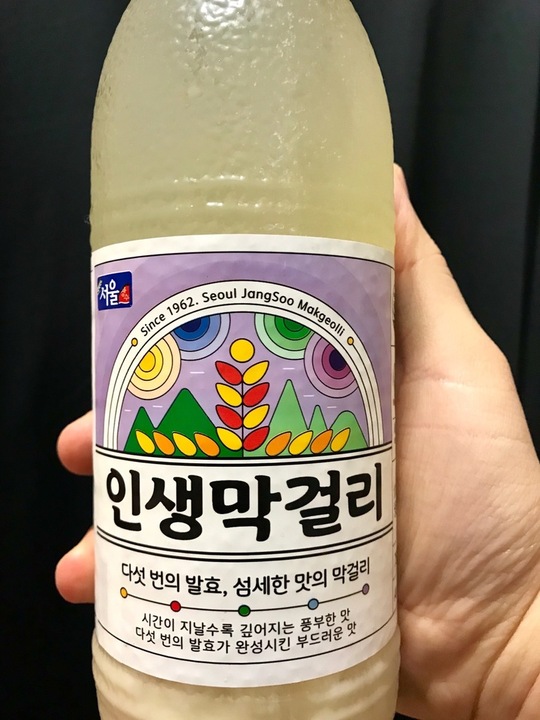 서울
Since 1962. Seoul JangSoo Makgeolli
인생막걸리
다섯 번의 발효, 섬세한 맛의 막걸리
시간이 지날수록 깊어지는 풍부한 맛
다섯 번의 발효가 완성시킨 부드러운 맛